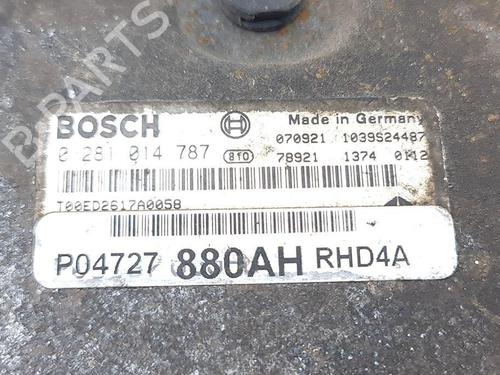 B-PARTS
BOSCH
Made in Germany
070921 1039S24487
0 281 014 787 810 78921 1374 0112
T00ED2617A0058
P04727 880AH RHD4A